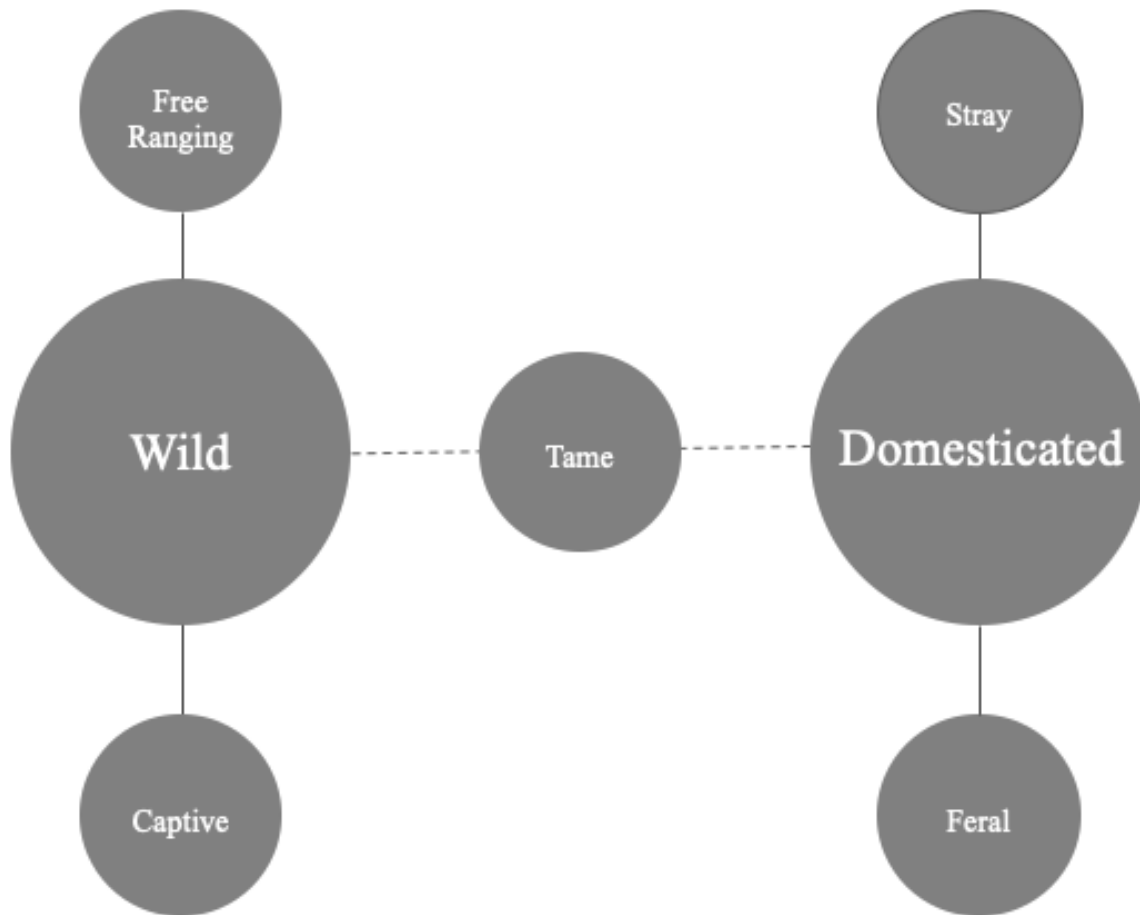 Free
Ranging
Stray
Wild
Tame
Domesticated
Captive
Feral